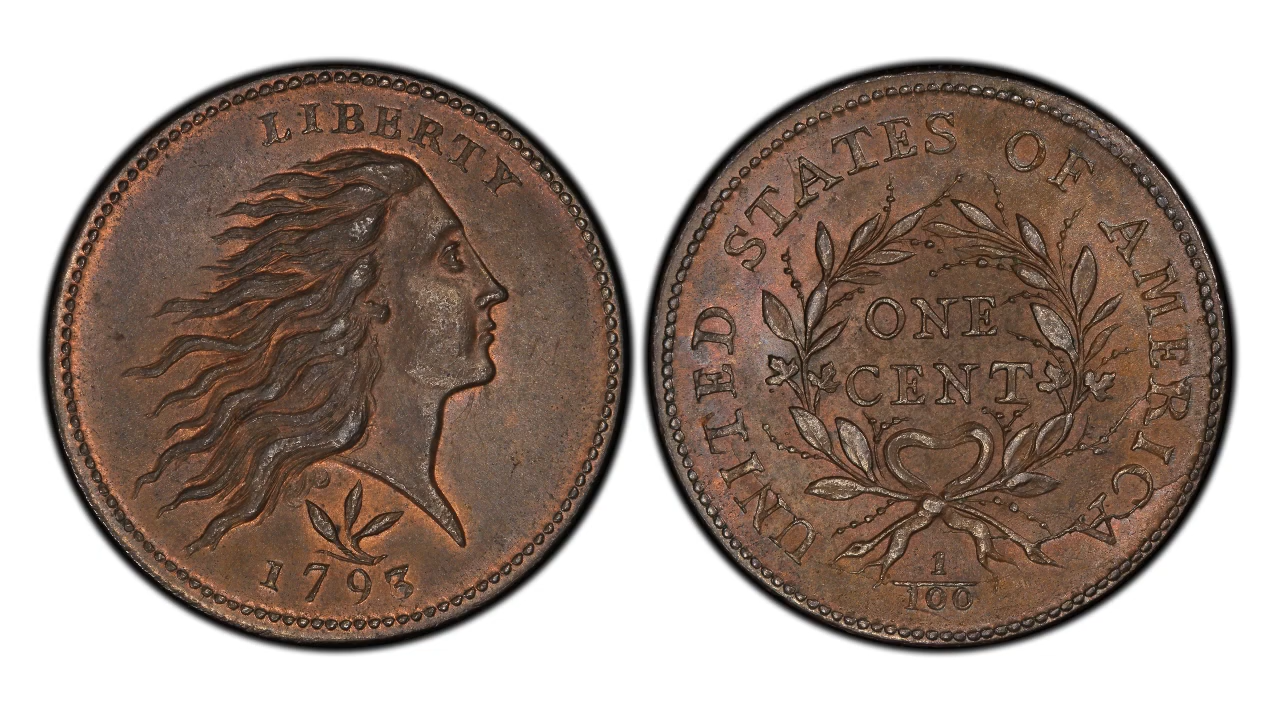 LIBERTY
1793
UNITED STATES OF AMERICA
ONE
CENT
1
100